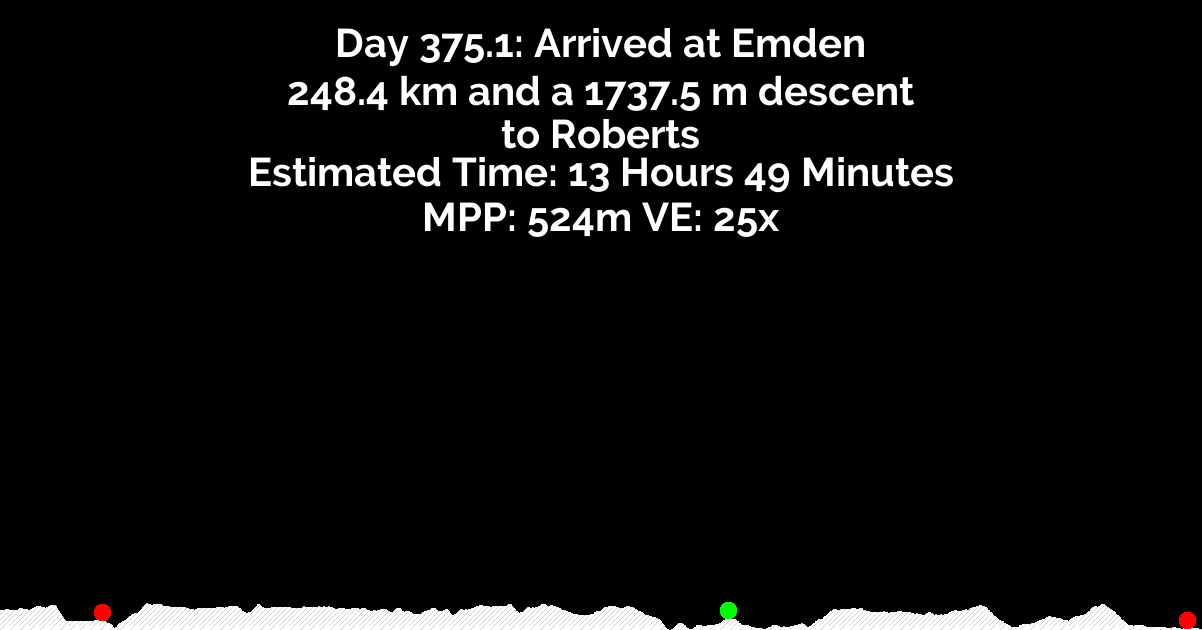 Day 375.1: Arrived at Emden
248.4 km and a 1737.5 m descent
to Roberts
Estimated Time: 13 Hours 49 Minutes
MPP: 524m VE: 25x